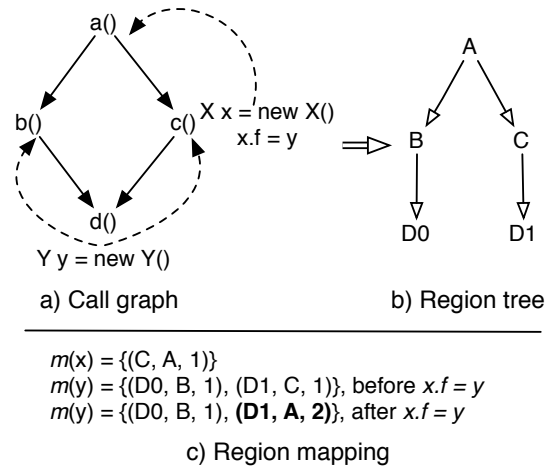 a()
A
X x = new X()
b()
c()
x.f = y
B
C
d()
D0
D1
Y y = new Y()
a) Call graph
b) Region tree
m(x) = {(C, A, 1)}
m(y) = {(D0, B, 1), (D1, C, 1)}, before x.f = y
m(y) = {(D0, B, 1), (D1, A, 2)}, after x.f = y
c) Region mapping